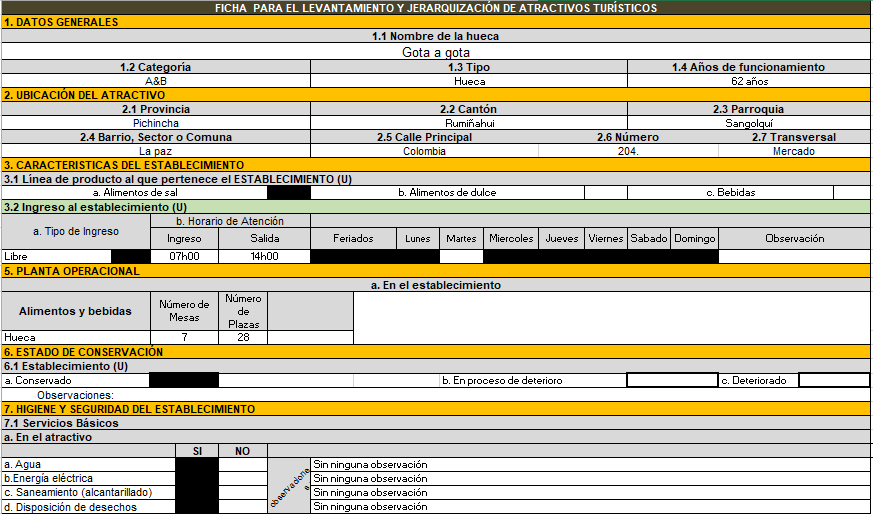 FICHA PARA EL LEVANTAMIENTO Y JERARQUIZACIÓN DE ATRACTIVOS TURÍSTICOS
1. DATOS GENERALES
1.1 Nombre de la hueca
Gota a gota
1.2 Categoría 1.3 Tipo 1.4 Años de funcionamiento
A&B Hueca 62 años
2. UBICACIÓN DEL ATRACTIVO
2.1 Provincia 2.2 Cantón 2.3 Parroquia
Pichincha Rumiñahui Sangolquí
2.4 Barrio, Sector o Comuna 2.5 Calle Principal 2.6 Número 2.7 Transversal
La paz Colombia 204. Mercado
3. CARACTERISTICAS DEL ESTABLECIMIENTO
3.1 Línea de producto al que pertenece el ESTABLECIMIENTO (U)
a. Alimentos de sal b. Alimentos de dulce c. Bebidas
3.2 Ingreso al establecimiento (U)
a. Tipo de Ingreso b. Horario de Atención
Ingreso Salida Feriados Lunes Martes Miercoles Jueves Viernes Sabado Domingo Observación
Libre 07h00 14h00
5. PLANTA OPERACIONAL
a. En el establecimiento
Alimentos y bebidas Número de Mesas Número de Plazas
Hueca 7 28
6. ESTADO DE CONSERVACIÓN
6.1 Establecimiento (U)
a. Conservado b. En proceso de deterioro c. Deteriorado
Observaciones:
7. HIGIENE Y SEGURIDAD DEL ESTABLECIMIENTO
7.1 Servicios Básicos
a. En el atractivo
SI NO
a. Agua Sin ninguna observación
b.Energía eléctrica Sin ninguna observación
c. Saneamiento (alcantarillado) Sin ninguna observación
d. Disposición de desechos Sin ninguna observación